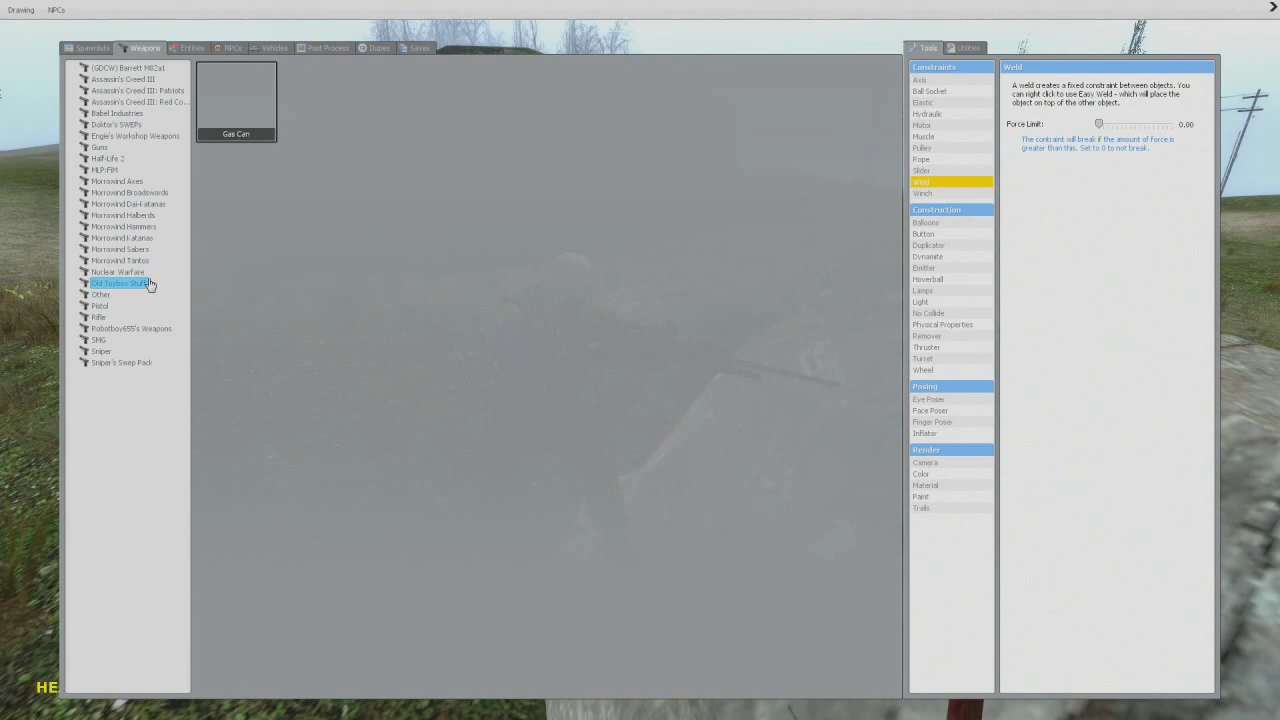 Drawing NPCs
Spawnlists Weapons Entities NPCs Vehicles Post Process Dupes Saves
Tools Utilities
(GDCW) Barrett M82a1
Assassin's Creed III
Assassin's Creed III: Patriots
Assassin's Creed III: Red Co...
Babel Industries
Doktor's SWEPs
Engie's Workshop Weapons
Guns
Half-Life 2
MLP:FiM
Morrowind Axes
Morrowind Broadswords
Morrowind Dai-Katanas
Morrowind Halberds
Morrowind Hammers
Morrowind Katanas
Morrowind Sabers
Morrowind Tantos
Nuclear Warfare
Old Toybox Stuff
Other
Pistol
Rifle
Robotboy655's Weapons
SMG
Sniper
Sniper's Swep Pack
Gas Can
Constraints
Axis
Ball Socket
Elastic
Hydraulic
Motor
Muscle
Pulley
Rope
Slider
Weld
Winch
Construction
Balloons
Button
Duplicator
Dynamite
Emitter
Hoverball
Lamps
Light
No Collide
Physical Properties
Remover
Thruster
Turret
Wheel
Posing
Eye Poser
Face Poser
Finger Poser
Inflator
Render
Camera
Color
Material
Paint
Trails
Weld
A weld creates a fixed constraint between objects. You
can right click to use Easy Weld - which will place the
object on top of the other object.
Force Limit: 0.00
The contraint will break if the amount of force is
greater than this. Set to 0 to not break.